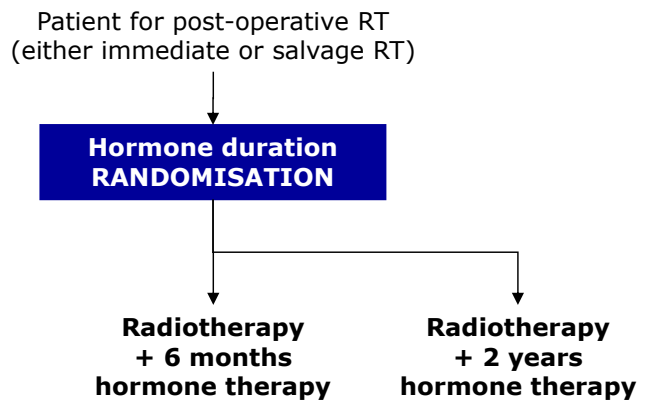 Patient for post-operative RT
(either immediate or salvage RT)
Hormone duration
RANDOMISATION
Radiotherapy
+ 6 months
hormone therapy
Radiotherapy
+ 2 years
hormone therapy